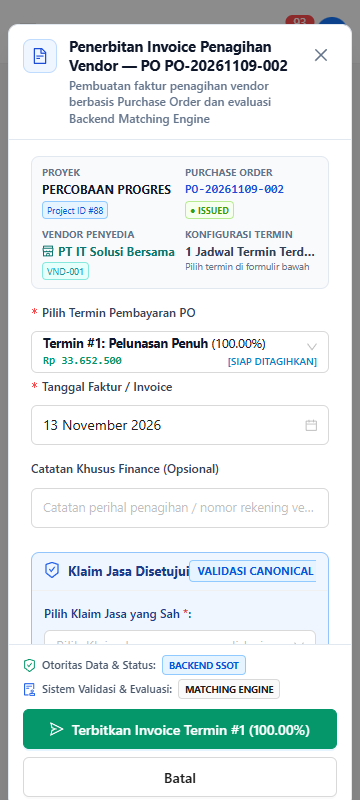 93
Penerbitan Invoice Penagihan
Vendor — PO PO-20261109-002
Pembuatan faktur penagihan vendor
berbasis Purchase Order dan evaluasi
Backend Matching Engine
PROYEK
PERCOBAAN PROGRES
Project ID #88
PURCHASE ORDER
PO-20261109-002
ISSUED
VENDOR PENYEDIA
PT IT Solusi Bersama
VND-001
KONFIGURASI TERMIN
1 Jadwal Termin Terd...
Pilih termin di formulir bawah
* Pilih Termin Pembayaran PO
Termin #1: Pelunasan Penuh (100.00%)
Rp 33.652.500 [SIAP DITAGIHKAN]
* Tanggal Faktur / Invoice
13 November 2026
Catatan Khusus Finance (Opsional)
Catatan perihal penagihan / nomor rekening ve...
Klaim Jasa Disetujui VALIDASI CANONICAL
Pilih Klaim Jasa yang Sah *:
Otoritas Data & Status: BACKEND SSOT
Sistem Validasi & Evaluasi: MATCHING ENGINE
Terbitkan Invoice Termin #1 (100.00%)
Batal